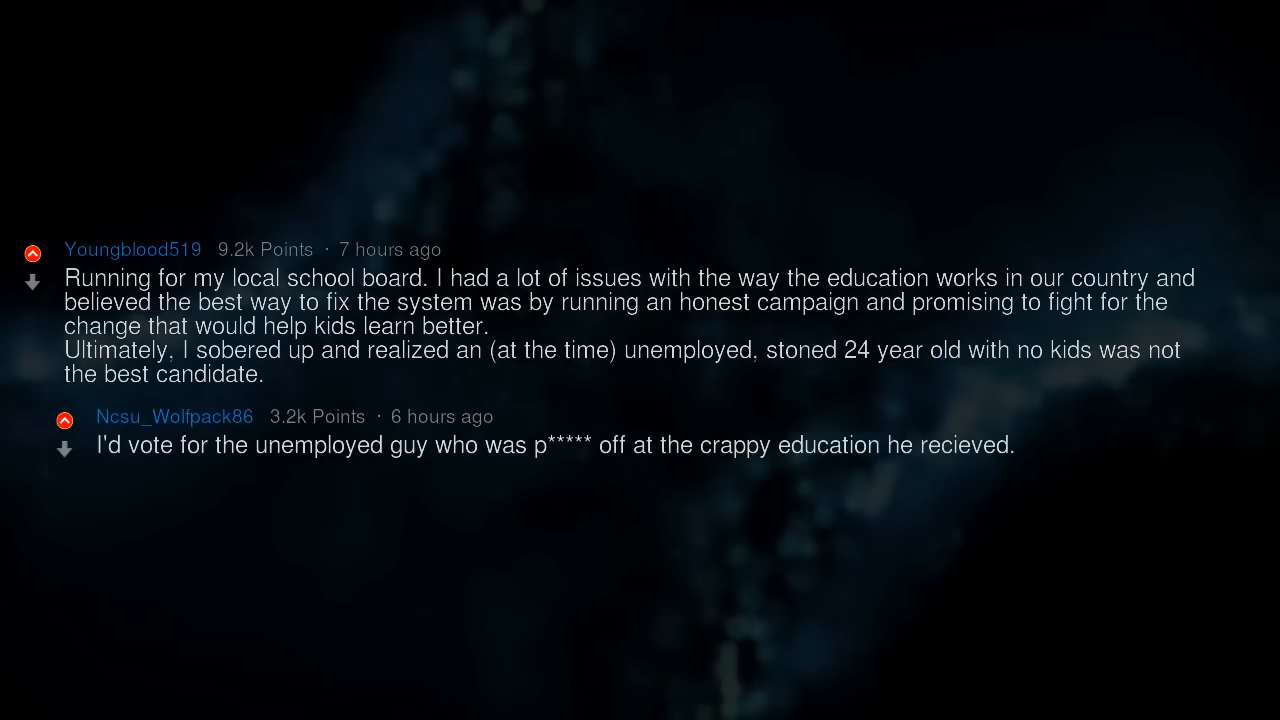 Youngblood519 9.2k Points · 7 hours ago
Running for my local school board. I had a lot of issues with the way the education works in our country and
believed the best way to fix the system was by running an honest campaign and promising to fight for the
change that would help kids learn better.
Ultimately, I sobered up and realized an (at the time) unemployed, stoned 24 year old with no kids was not
the best candidate.
Ncsu_Wolfpack86 3.2k Points · 6 hours ago
I'd vote for the unemployed guy who was p***** off at the crappy education he recieved.